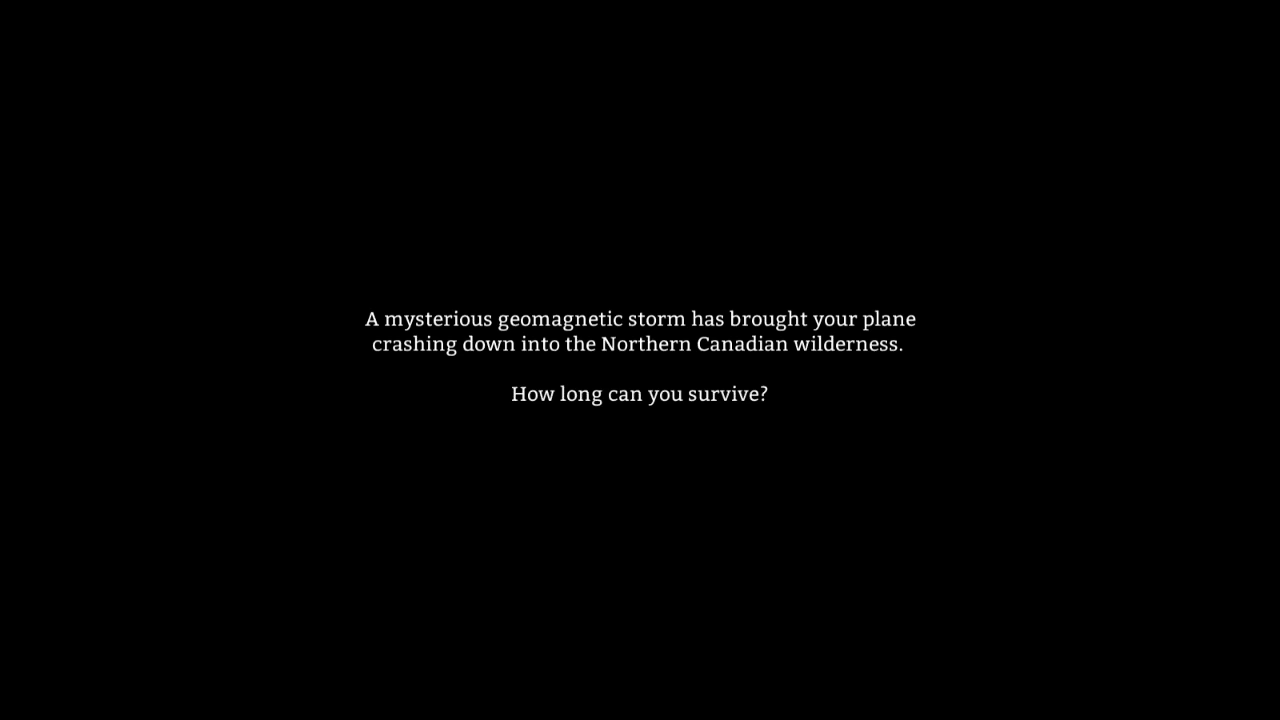 A mysterious geomagnetic storm has brought your plane
crashing down into the Northern Canadian wilderness.
How long can you survive?